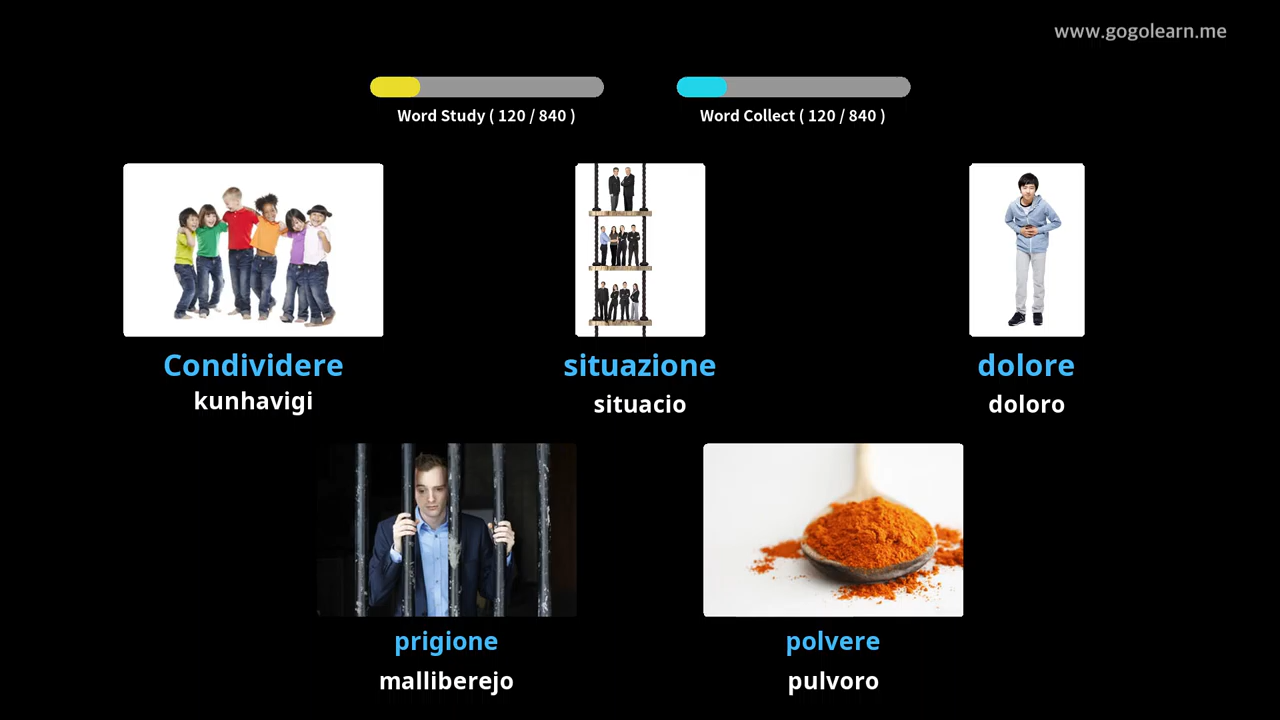 www.gogolearn.me
Word Study ( 120 / 840 )
Word Collect ( 120 / 840 )
Condividere
kunhavigi
situazione
situacio
dolore
doloro
prigione
malliberejo
polvere
pulvoro